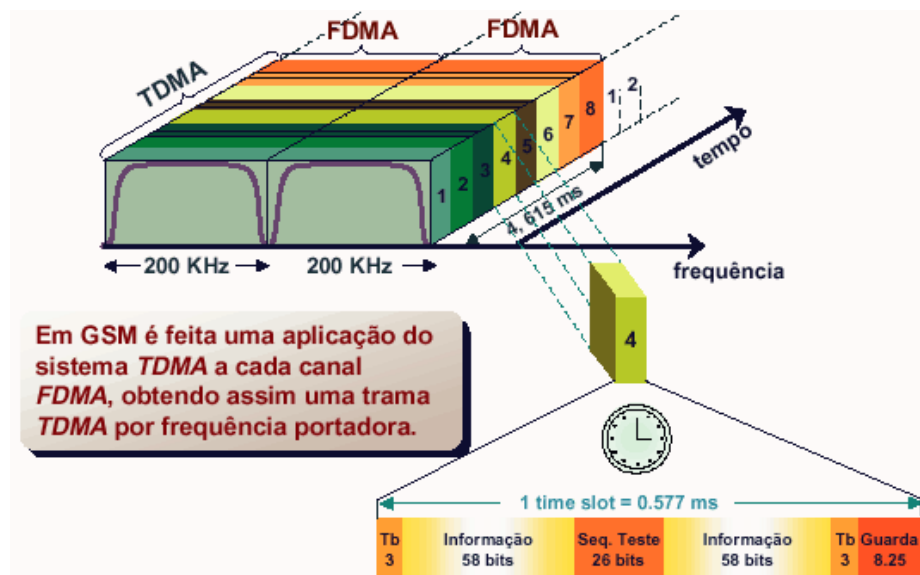 FDMA
FDMA
TDMA
1 2 3 4 5 6 7 8 1 2
4, 615 ms
tempo
200 KHz
200 KHz
frequência
4
Em GSM é feita uma aplicação do
sistema TDMA a cada canal
FDMA, obtendo assim uma trama
TDMA por frequência portadora.
1 time slot = 0.577 ms
Tb Informação Seq. Teste Informação Tb Guarda
3 58 bits 26 bits 58 bits 3 8.25